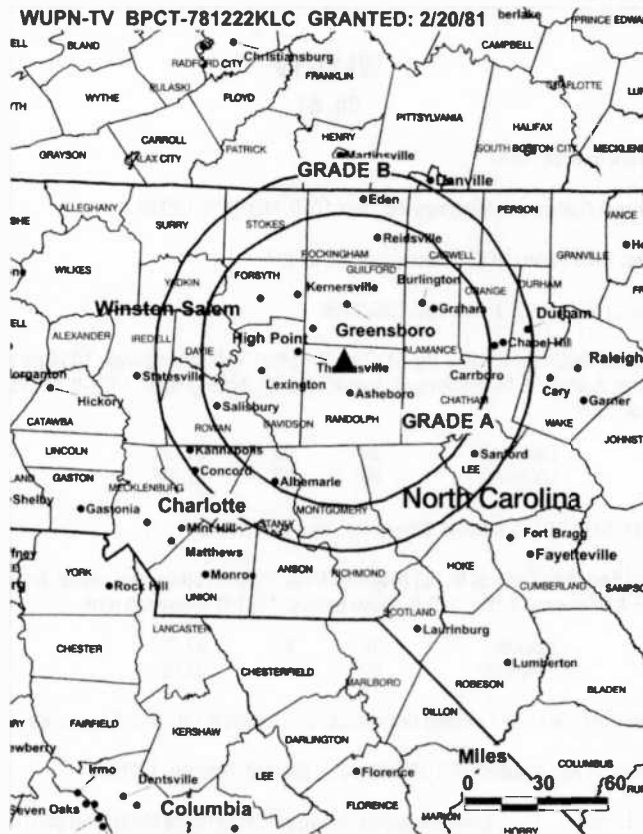 WUPN-TV BPCT-781222KLC GRANTED: 2/20/81
PRINCE EDWA
BLAND
RADFORD CITY
Christiansburg
CAMPBELL
PULASKI
FRANKLIN
CHARLOTTE
WYTHE
FLOYD
PITTSYLVANIA
CARROLL
HENRY
HALIFAX
GRAYSON
PATRICK
Martinsville
SOUTH BOSTON CITY
MECKLEN
GRADE B
Danville
ALLEGHANY
SURRY
STOKES
Eden
PERSON
VANCE
Reidsville
ROCKINGHAM
CASWELL
GRANVILLE
WILKES
YADKIN
FORSYTH
GUILFORD
Kernersville
Burlington
ORANGE
DURHAM
Winston-Salem
Graham
Durham
Greensboro
ALEXANDER
IREDELL
DAVIE
High Point
ALAMANCE
Chapel Hill
Raleigh
Statesville
Carrboro
Lexington
Asheboro
CHATHAM
Cary
Garner
Hickory
Salisbury
CATAWBA
ROWAN
DAVIDSON
RANDOLPH
GRADE A
WAKE
LINCOLN
Kannapolis
Sanford
LEE
JOHNST
GASTON
MECKLENBURG
Concord
Albemarle
Shelby
Gastonia
Charlotte
MONTGOMERY
North Carolina
Mint Hill
STANLY
Fort Bragg
Matthews
Fayetteville
YORK
Rock Hill
Monroe
UNION
ANSON
RICHMOND
HOKE
CUMBERLAND
SAMPS
CHESTER
LANCASTER
SCOTLAND
Laurinburg
CHESTERFIELD
MARLBORO
Lumberton
ROBESON
BLADEN
DILLON
FAIRFIELD
KERSHAW
DARLINGTON
Miles
COLUMBUS
Irmo
Dentsville
LEE
Florence
0 30 60
Seven Oaks
Columbia
FLORENCE
MARION
HORRY